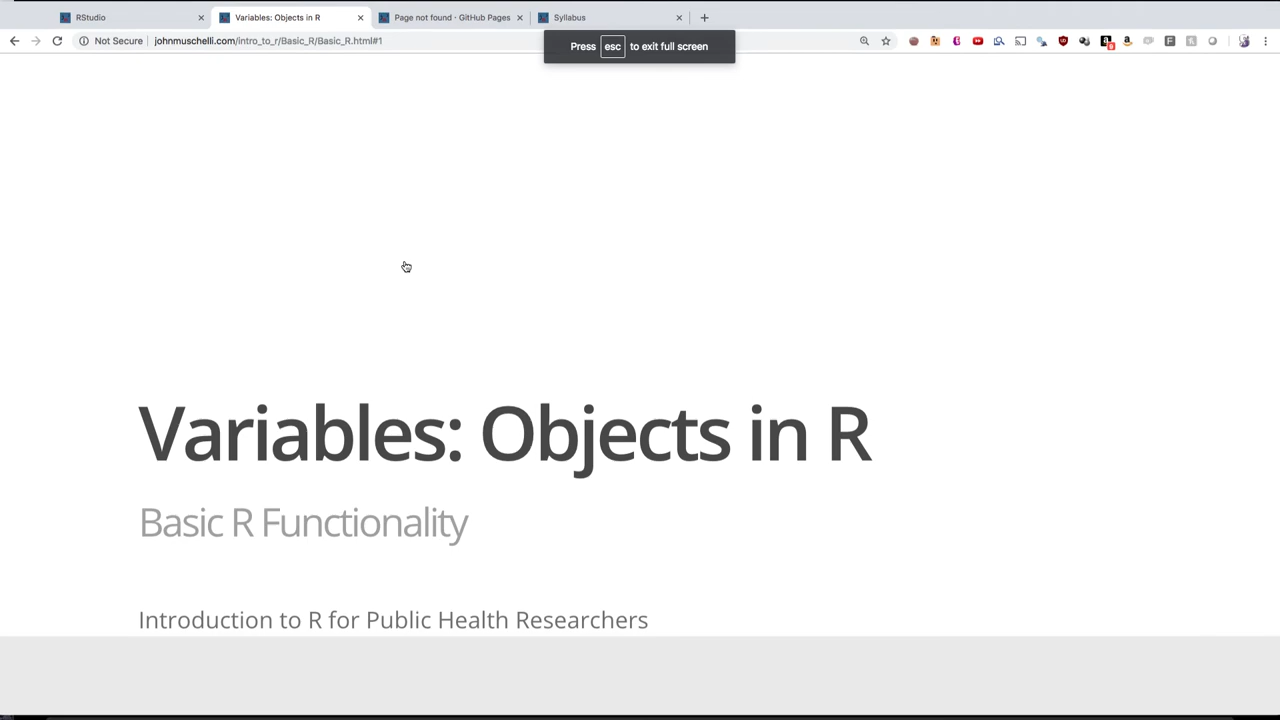 RStudio
Variables: Objects in R
Page not found · GitHub Pages
Syllabus
Not Secure
johnmuschelli.com/intro_to_r/Basic_R/Basic_R.html#1
Press esc to exit full screen
Variables: Objects in R
Basic R Functionality
Introduction to R for Public Health Researchers